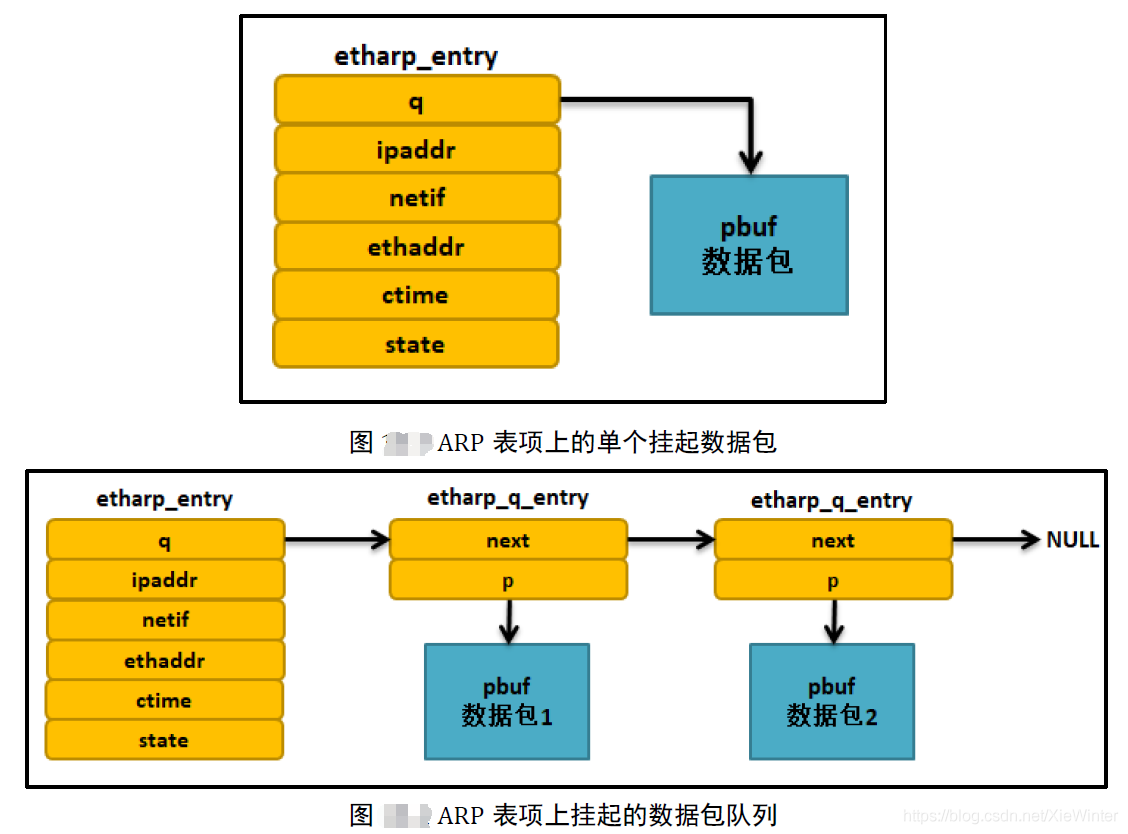 etharp_entry
q
ipaddr
netif
ethaddr
ctime
state
pbuf
数据包
图 ARP 表项上的单个挂起数据包
etharp_entry
q
ipaddr
netif
ethaddr
ctime
state
etharp_q_entry
next
p
pbuf
数据包1
etharp_q_entry
next
p
pbuf
数据包2
NULL
图 ARP 表项上挂起的数据包队列
https://blog.csdn.net/XieWinter